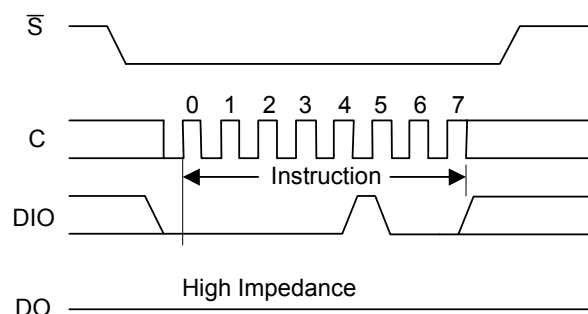 S̅
0 1 2 3 4 5 6 7
C
Instruction
DIO
High Impedance
DO